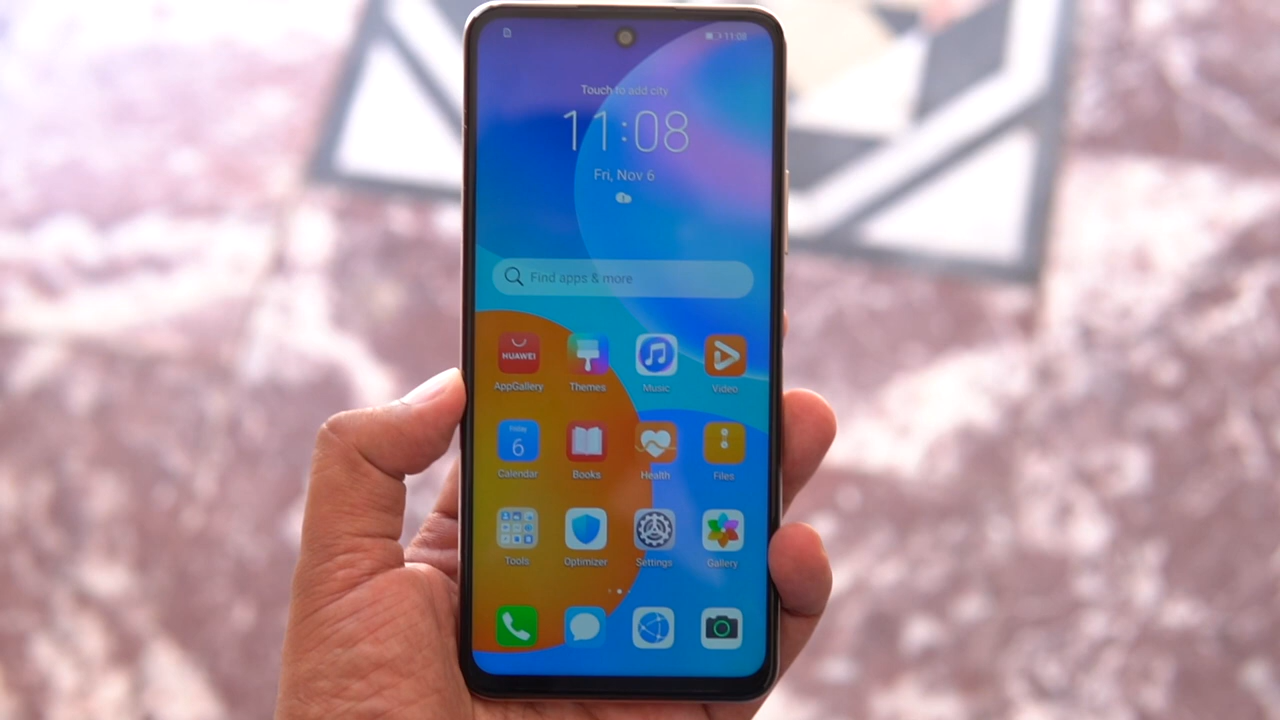 11:08
Touch to add city
11:08
Fri, Nov 6
Find apps & more
HUAWEI
AppGallery
Themes
Music
Video
Friday
6
Calendar
Books
Health
Files
Tools
Optimizer
Settings
Gallery